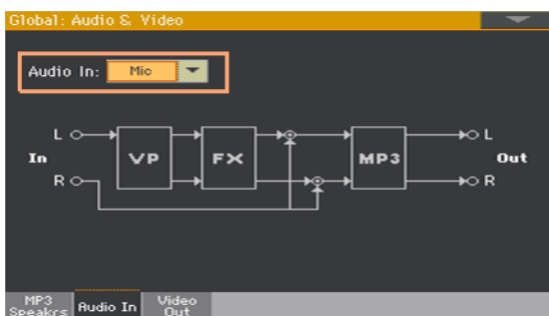 Global: Audio & Video
Audio In: Mic
L
L
In
VP
FX
MP3
Out
R
R
MP3 Speakrs
Audio In
Video Out